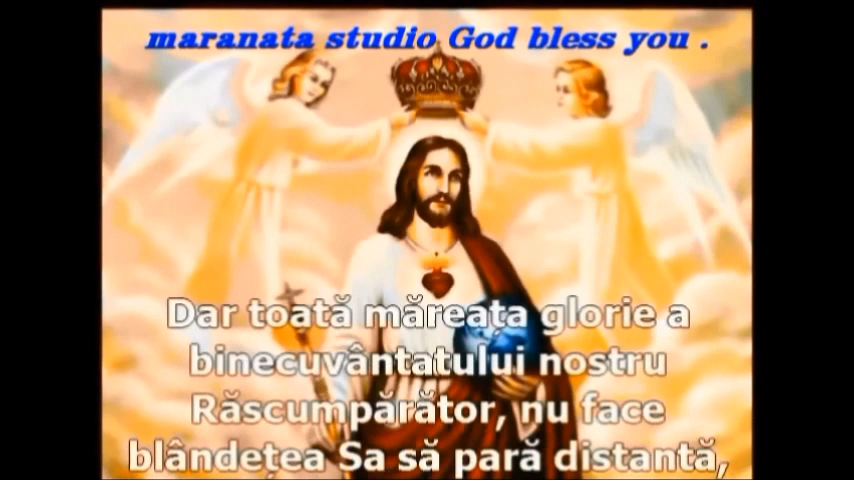 maranata studio God bless you .
Dar toată măreața glorie a
binecuvântatului nostru
Răscumpărător, nu face
blândețea Sa să pară distantă,